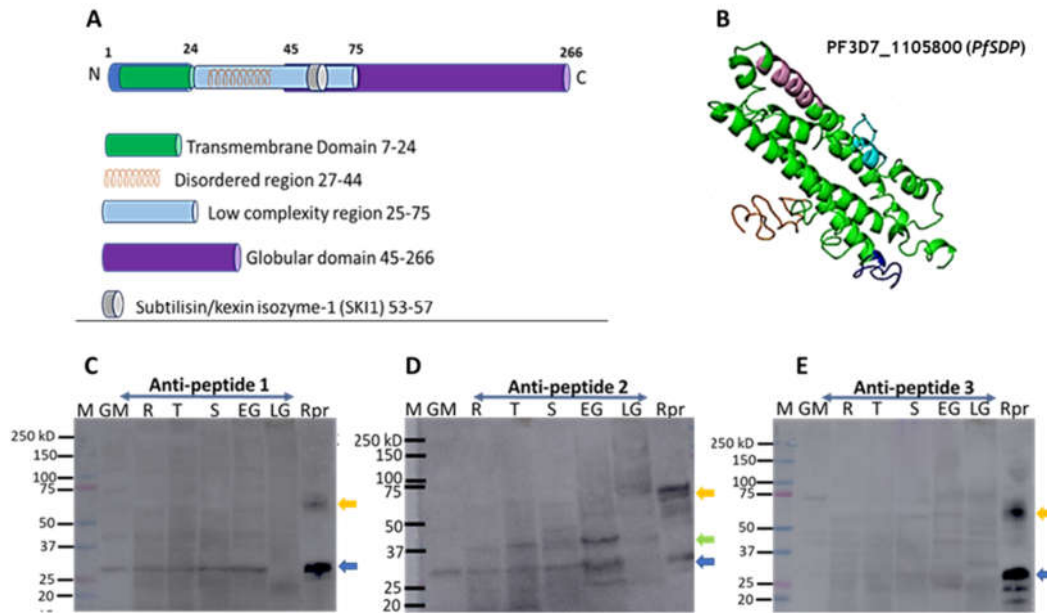 A
1 24 45 75 266
N C
Transmembrane Domain 7-24
Disordered region 27-44
Low complexity region 25-75
Globular domain 45-266
Subtilisin/kexin isozyme-1 (SKI1) 53-57
B
PF3D7_1105800 (PfSDP)
C
Anti-peptide 1
M GM R T S EG LG Rpr
250 kD
150
100
75
50
37
25
20
D
Anti-peptide 2
M GM R T S EG LG Rpr
250 kD
150
100
75
50
37
25
20
E
Anti-peptide 3
M GM R T S EG LG Rpr
250 kD
150
100
75
50
37
25
20